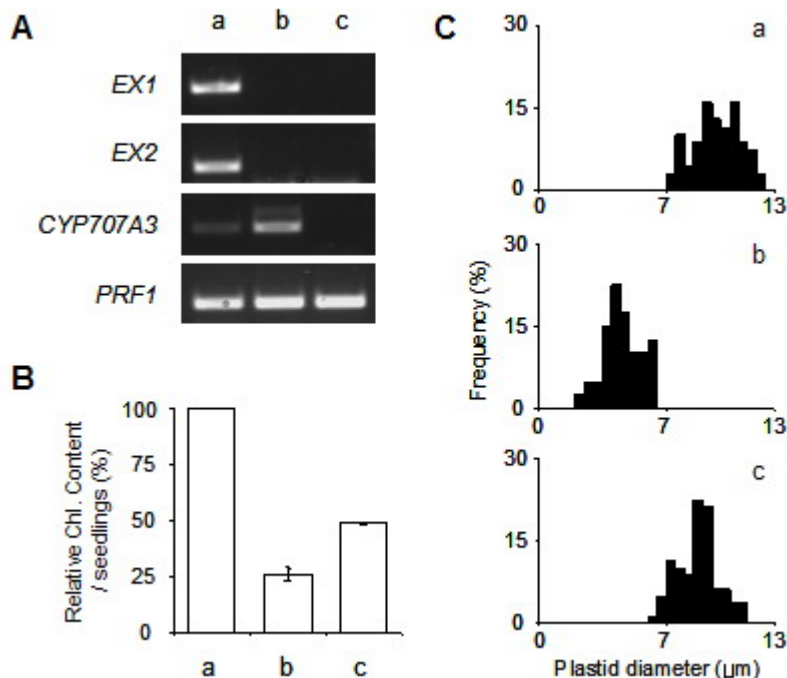 A
a b c
EX1
EX2
CYP707A3
PRF1
B
Relative Chl. Content
/ seedlings (%)
100
75
50
25
0
a b c
C
Frequency (%)
a
30
15
0
0 7 13
b
30
15
0
0 7 13
c
30
15
0
0 7 13
Plastid diameter (μm)